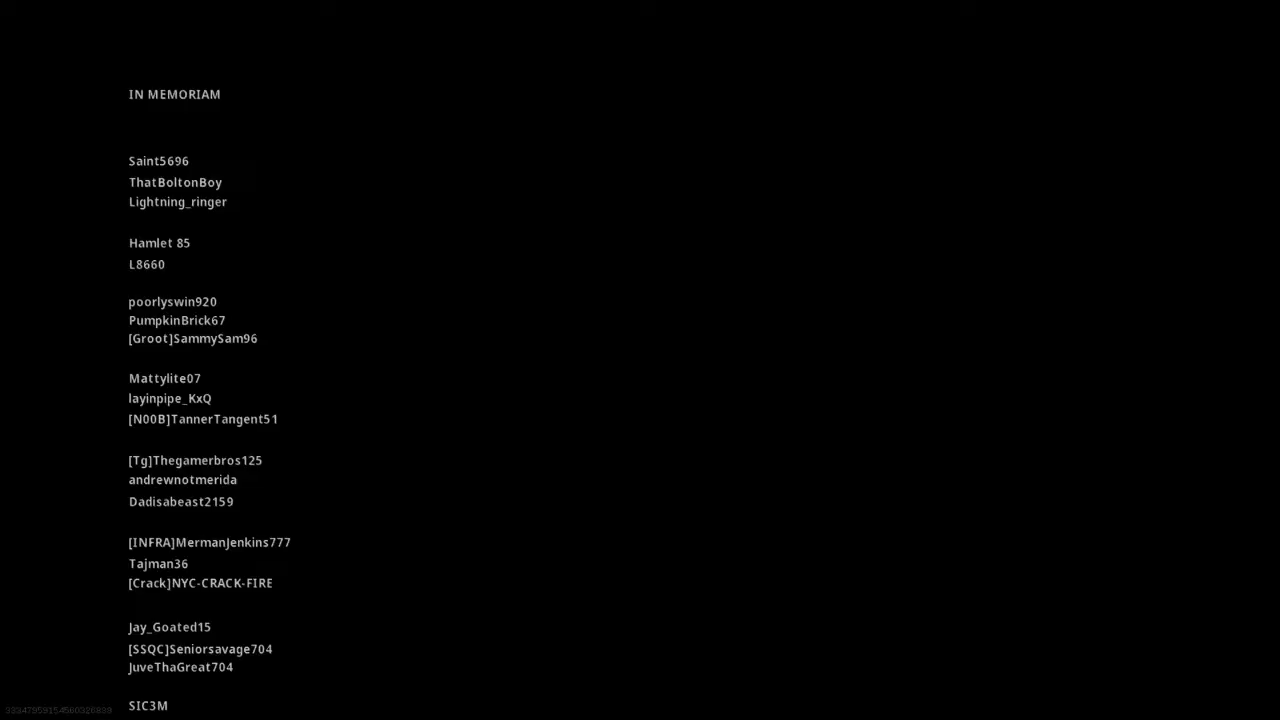 IN MEMORIAM
Saint5696
ThatBoltonBoy
Lightning_ringer
Hamlet 85
L8660
poorlyswin920
PumpkinBrick67
[Groot]SammySam96
Mattylite07
layinpipe_KxQ
[N00B]TannerTangent51
[Tg]Thegamerbros125
andrewnotmerida
Dadisabeast2159
[INFRA]MermanJenkins777
Tajman36
[Crack]NYC-CRACK-FIRE
Jay_Goated15
[SSQC]Seniorsavage704
JuveThaGreat704
SIC3M